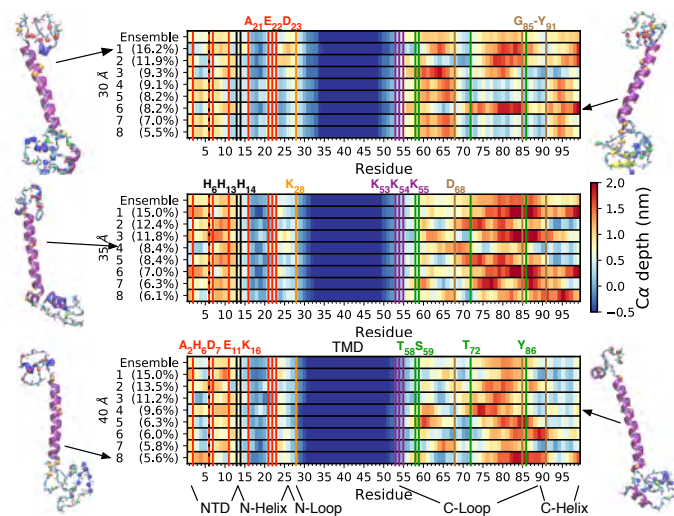 A21E22D23
G85-Y91
Ensemble
1 (16.2%)
2 (11.9%)
3 (9.3%)
4 (9.1%)
5 (8.2%)
6 (8.2%)
7 (7.0%)
8 (5.5%)
30 Å
5 10 15 20 25 30 35 40 45 50 55 60 65 70 75 80 85 90 95
Residue
H6H13H14
K28
K53K54K55
D68
Ensemble
1 (15.0%)
2 (12.4%)
3 (11.8%)
4 (8.4%)
5 (8.4%)
6 (7.0%)
7 (6.3%)
8 (6.1%)
35 Å
5 10 15 20 25 30 35 40 45 50 55 60 65 70 75 80 85 90 95
Residue
2.0
1.5
1.0
0.5
0.0
−0.5
Cα depth (nm)
A2H6D7 E11K16
TMD
T58S59
T72
Y86
Ensemble
1 (15.0%)
2 (13.5%)
3 (11.2%)
4 (9.6%)
5 (6.3%)
6 (6.0%)
7 (5.8%)
8 (5.6%)
40 Å
5 10 15 20 25 30 35 40 45 50 55 60 65 70 75 80 85 90 95
Residue
NTD N-Helix N-Loop C-Loop C-Helix